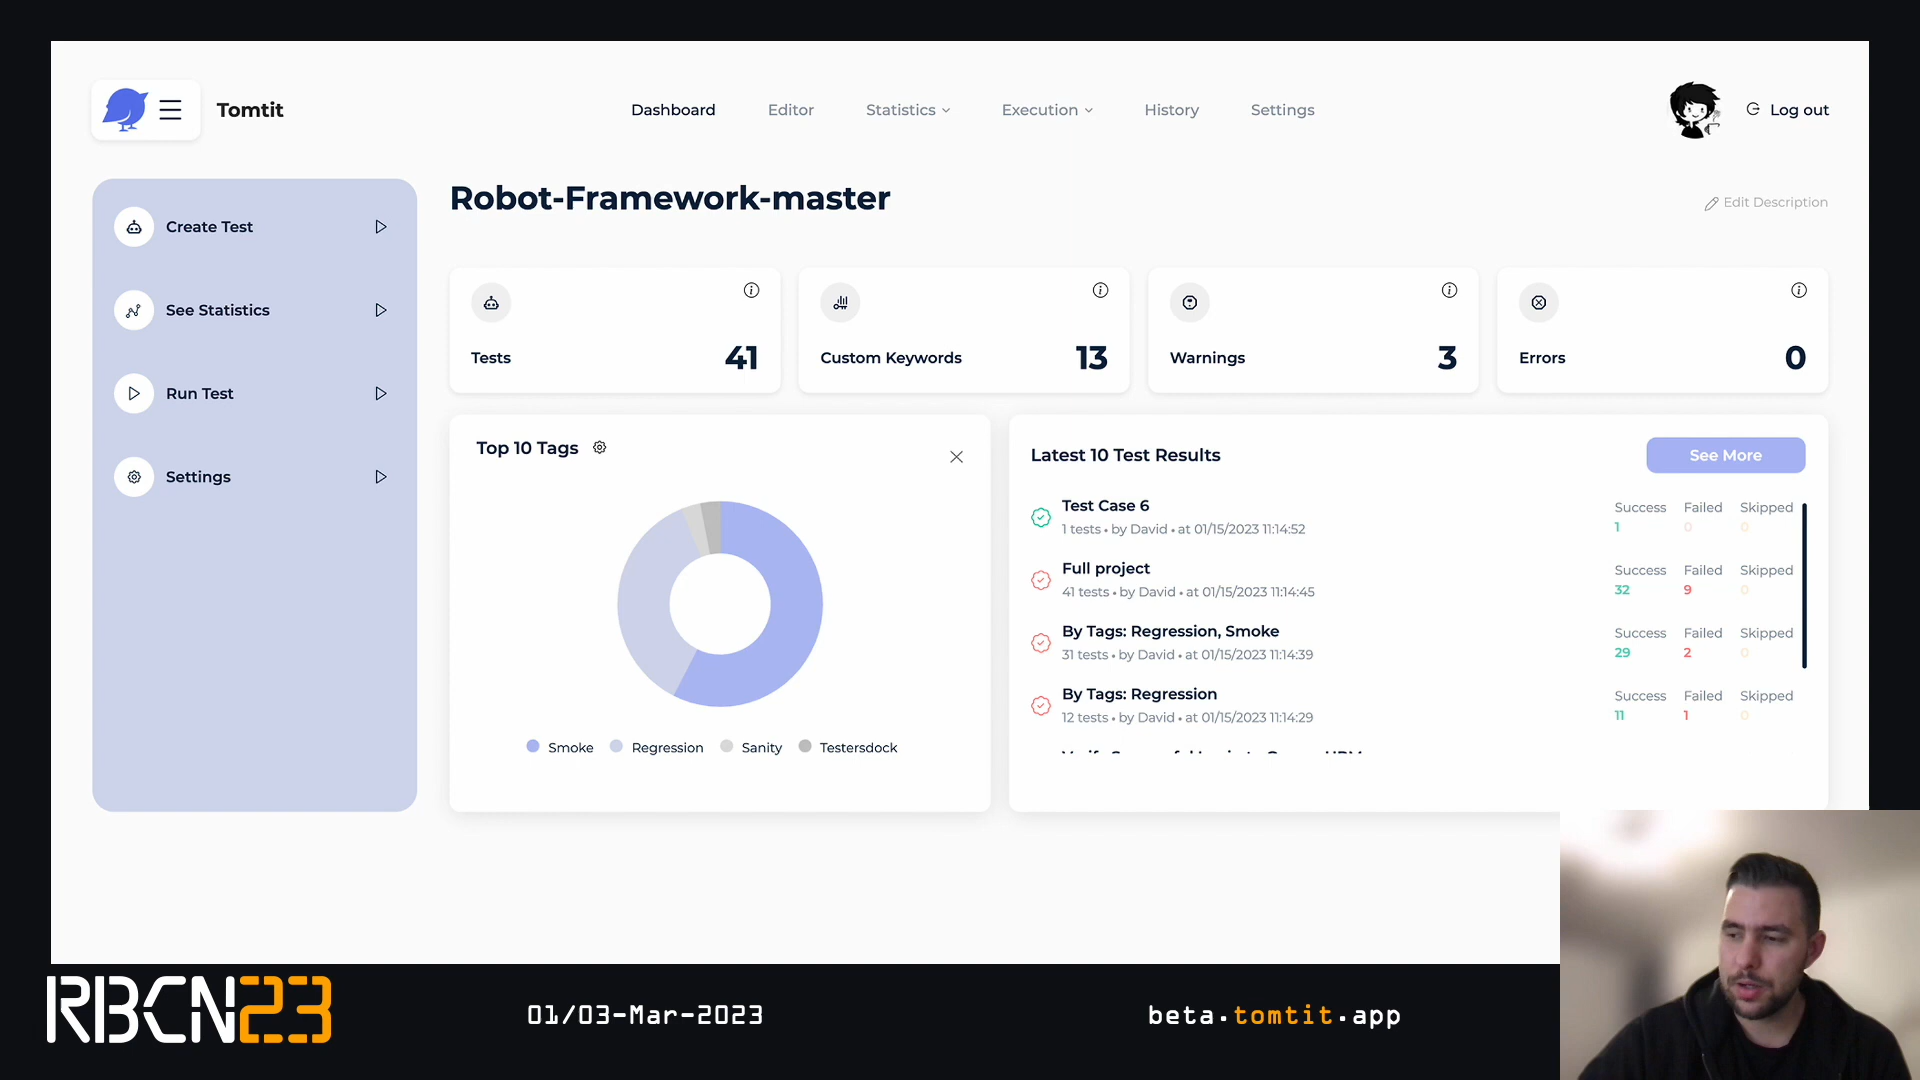 Tomtit
Dashboard
Editor
Statistics
Execution
History
Settings
Log out
Create Test
See Statistics
Run Test
Settings
Robot-Framework-master
Edit Description
Tests
41
Custom Keywords
13
Warnings
3
Errors
0
Top 10 Tags
Smoke
Regression
Sanity
Testersdock
Latest 10 Test Results
See More
Test Case 6
1 tests • by David • at 01/15/2023 11:14:52
Success Failed Skipped
1 0 0
Full project
41 tests • by David • at 01/15/2023 11:14:45
Success Failed Skipped
32 9 0
By Tags: Regression, Smoke
31 tests • by David • at 01/15/2023 11:14:39
Success Failed Skipped
29 2 0
By Tags: Regression
12 tests • by David • at 01/15/2023 11:14:29
Success Failed Skipped
11 1 0
RBCN23
01/03-Mar-2023
beta.tomtit.app